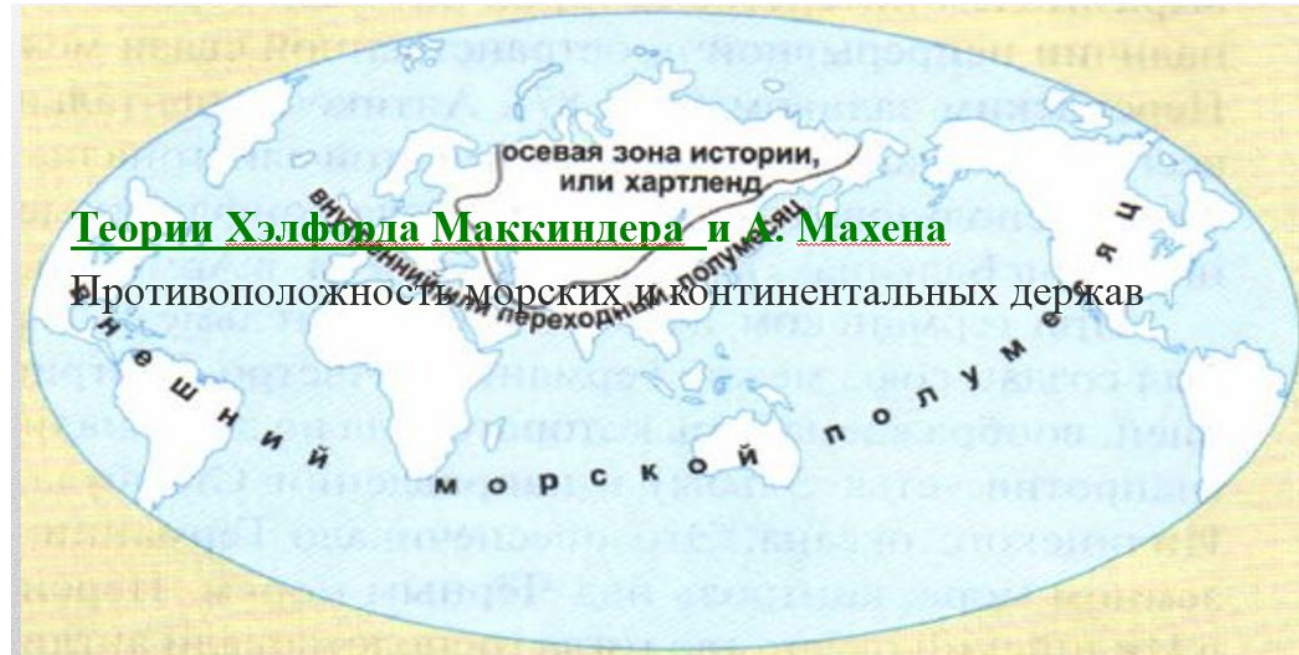 осевая зона истории,
или хартленд
Теории Хэлфорда Маккиндера и А. Махена
Противоположность морских и континентальных держав
внутренний или переходный полумесяц
внешний морской полумесяц